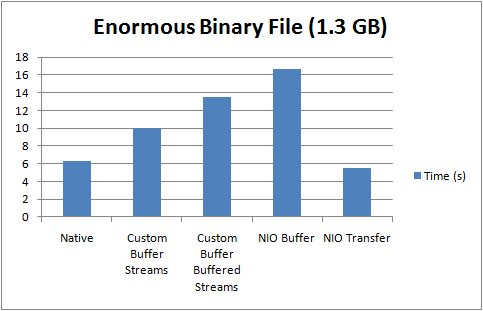 Enormous Binary File (1.3 GB)
18
16
14
12
10
8
6
4
2
0
Native
Custom
Buffer
Streams
Custom
Buffer
Buffered
Streams
NIO Buffer
NIO Transfer
Time (s)